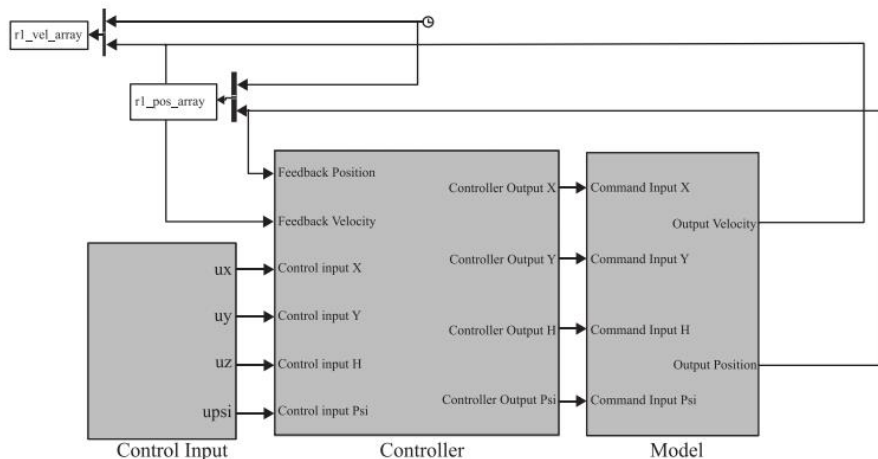 r1_vel_array
r1_pos_array
Feedback Position
Feedback Velocity
Control input X
Control input Y
Control input H
Control input Psi
Controller Output X
Controller Output Y
Controller Output H
Controller Output Psi
Command Input X
Command Input Y
Command Input H
Command Input Psi
Output Velocity
Output Position
ux
uy
uz
upsi
Control Input
Controller
Model